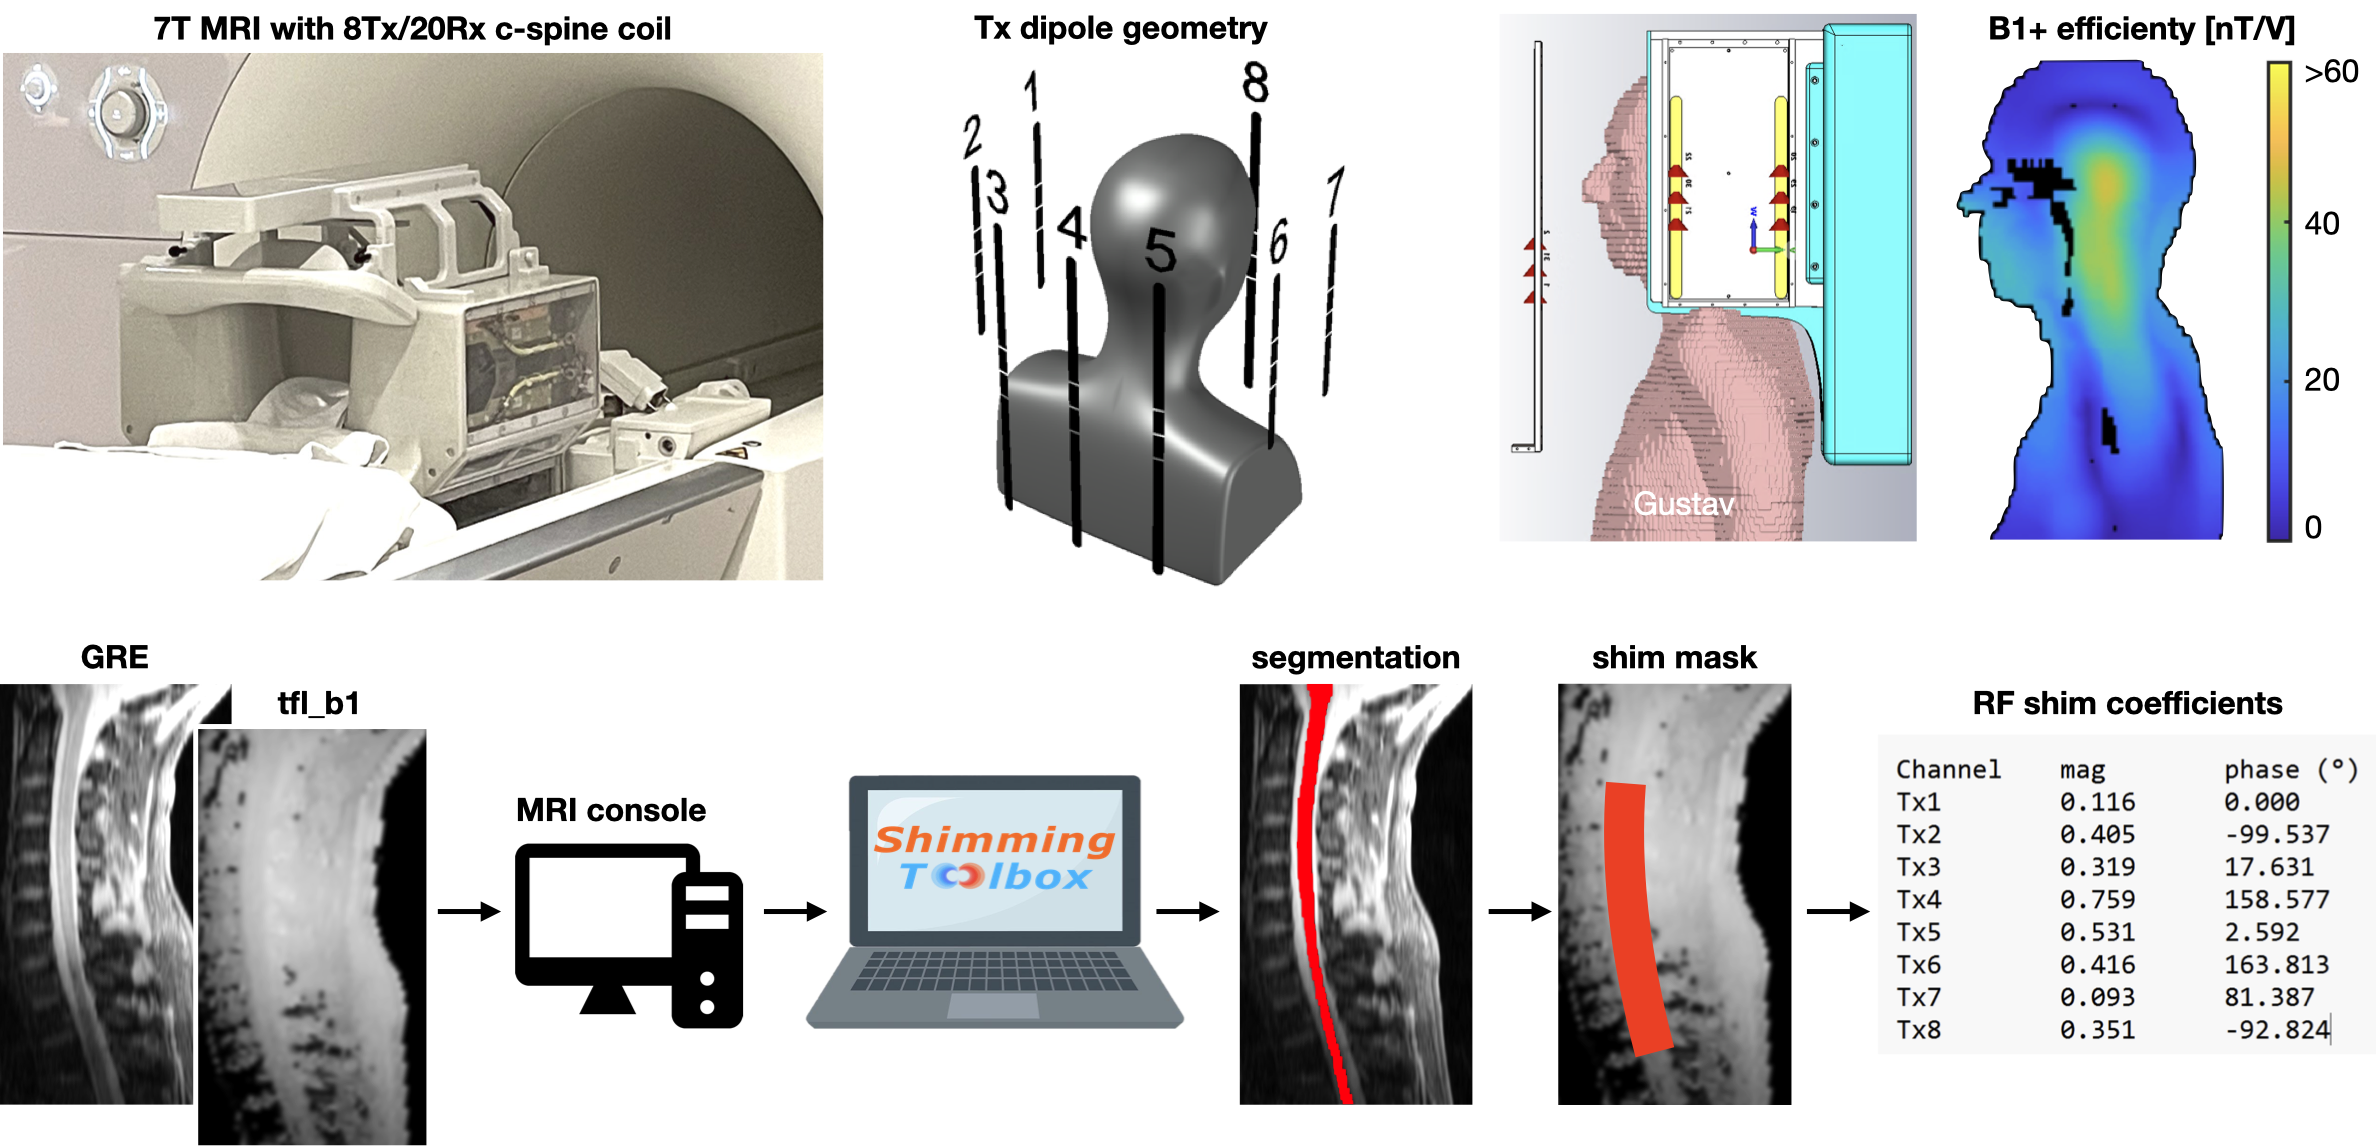 7T MRI with 8Tx/20Rx c-spine coil
Tx dipole geometry
1
2
3
4
5
6
7
8
Gustav
B1+ efficienty [nT/V]
>60
40
20
0
GRE
tfl_b1
MRI console
Shimming
Toolbox
segmentation
shim mask
RF shim coefficients
Channel mag phase (°)
Tx1 0.116 0.000
Tx2 0.405 -99.537
Tx3 0.319 17.631
Tx4 0.759 158.577
Tx5 0.531 2.592
Tx6 0.416 163.813
Tx7 0.093 81.387
Tx8 0.351 -92.824